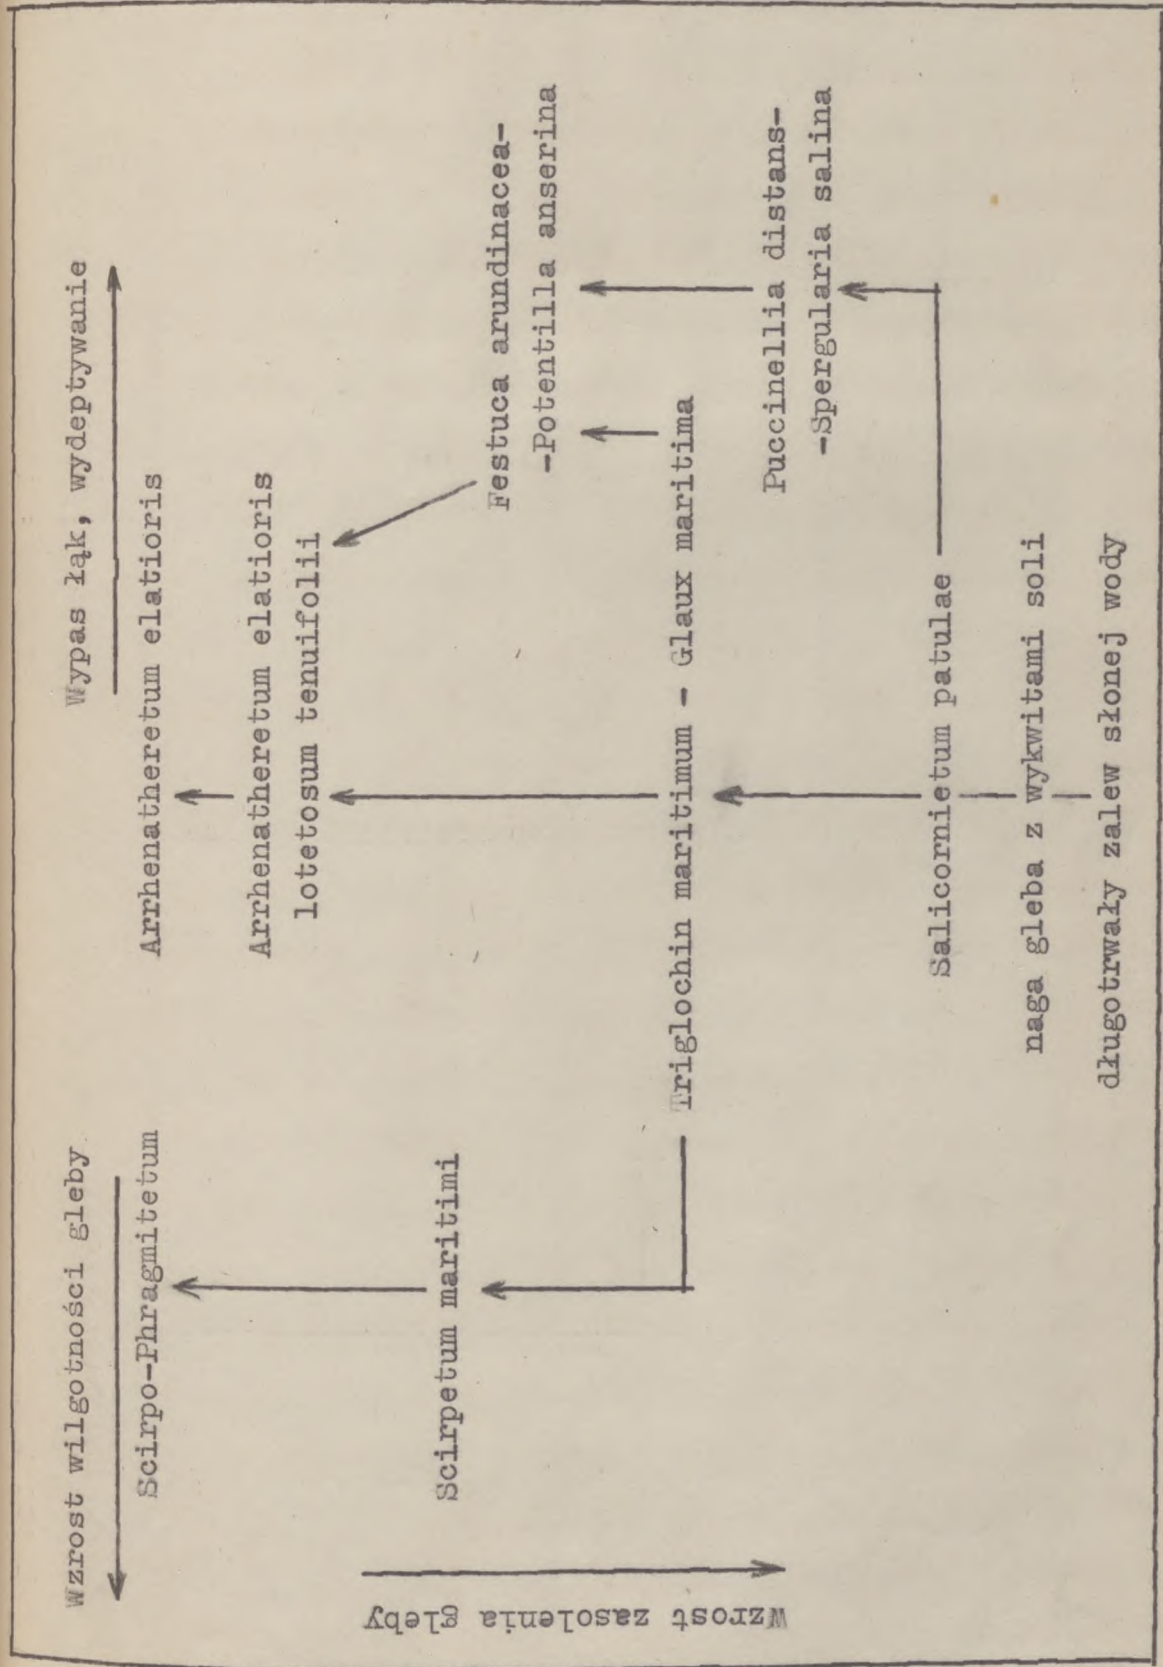 Wzrost wilgotności gleby
Wypas łąk, wydeptywanie
Scirpo-Phragmitetum
Arrhenatheretum elatioris
Arrhenatheretum elatioris
lotetosum tenuifolii
Festuca arundinacea-
-Potentilla anserina
Scirpetum maritimi
Wzrost zasolenia gleby
Triglochin maritimum - Glaux maritima
Puccinellia distans-
-Spergularia salina
Salicornietum patulae
naga gleba z wykwitami soli
długotrwały zalew słonej wody